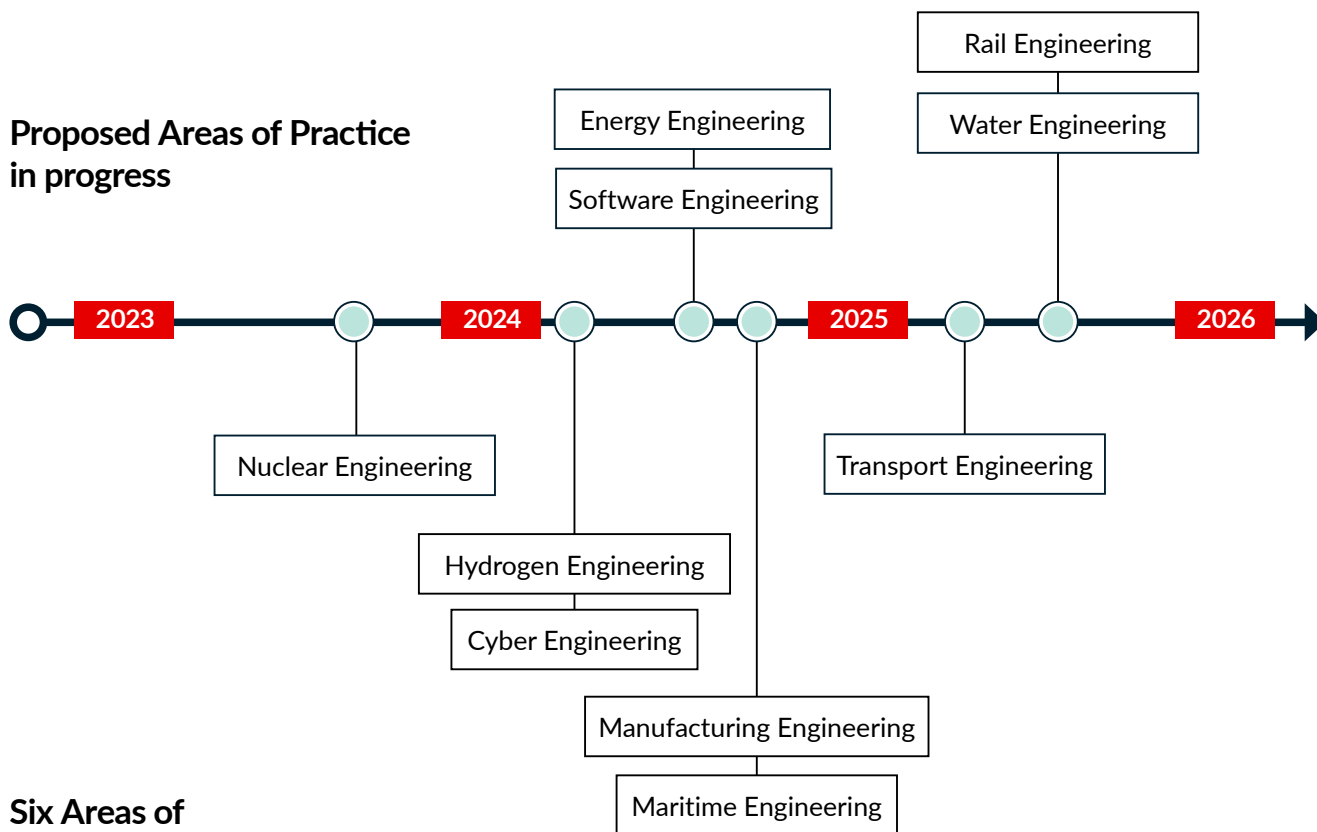 Rail Engineering
Energy Engineering
Water Engineering
Proposed Areas of Practice
in progress
Software Engineering
2023
2024
2025
2026
Nuclear Engineering
Transport Engineering
Hydrogen Engineering
Cyber Engineering
Manufacturing Engineering
Maritime Engineering
Six Areas of